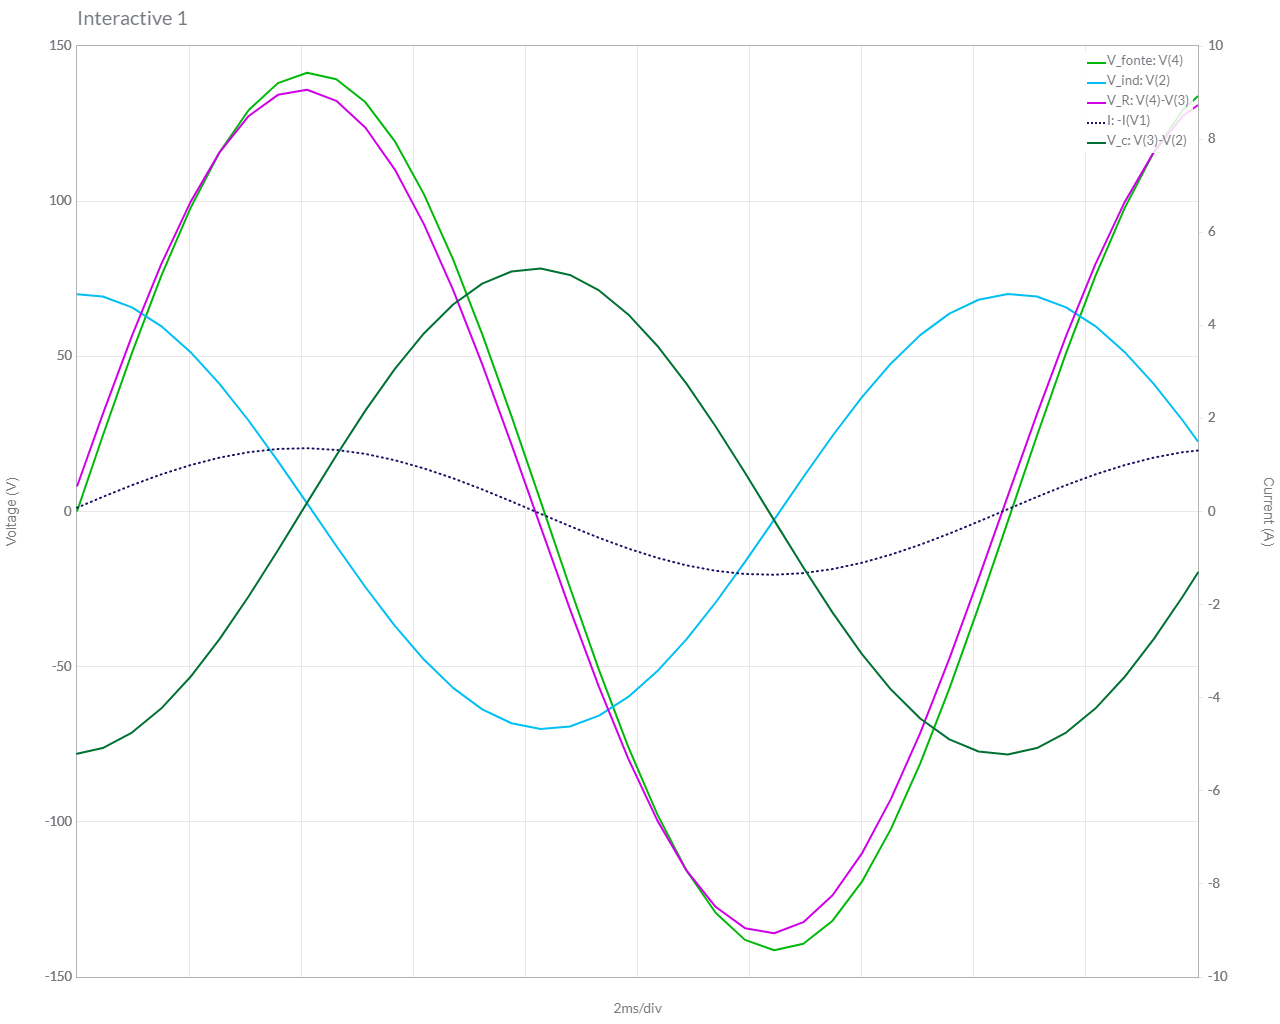 Interactive 1
150
100
50
0
-50
-100
-150
Voltage (V)
V_fonte: V(4)
V_ind: V(2)
V_R: V(4)-V(3)
I: -I(V1)
V_c: V(3)-V(2)
10
8
6
4
2
0
-2
-4
-6
-8
-10
Current (A)
2ms/div